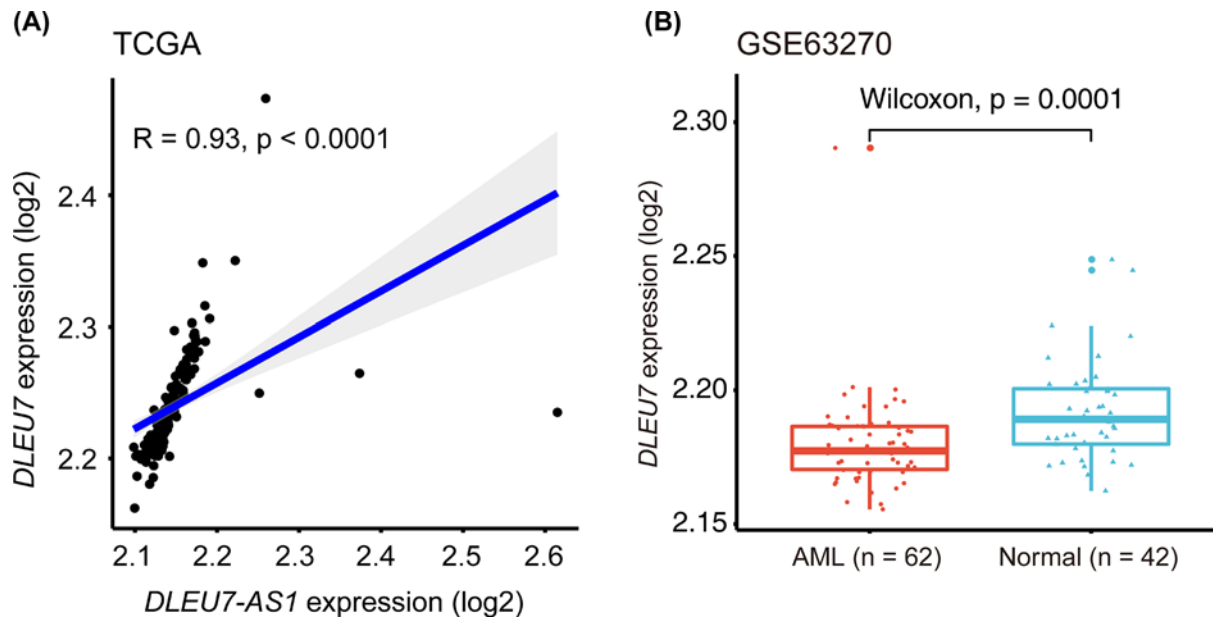 (A)
TCGA
R = 0.93, p < 0.0001
DLEU7 expression (log2)
2.4
2.3
2.2
2.1 2.2 2.3 2.4 2.5 2.6
DLEU7-AS1 expression (log2)
(B)
GSE63270
Wilcoxon, p = 0.0001
DLEU7 expression (log2)
2.30
2.25
2.20
2.15
AML (n = 62) Normal (n = 42)